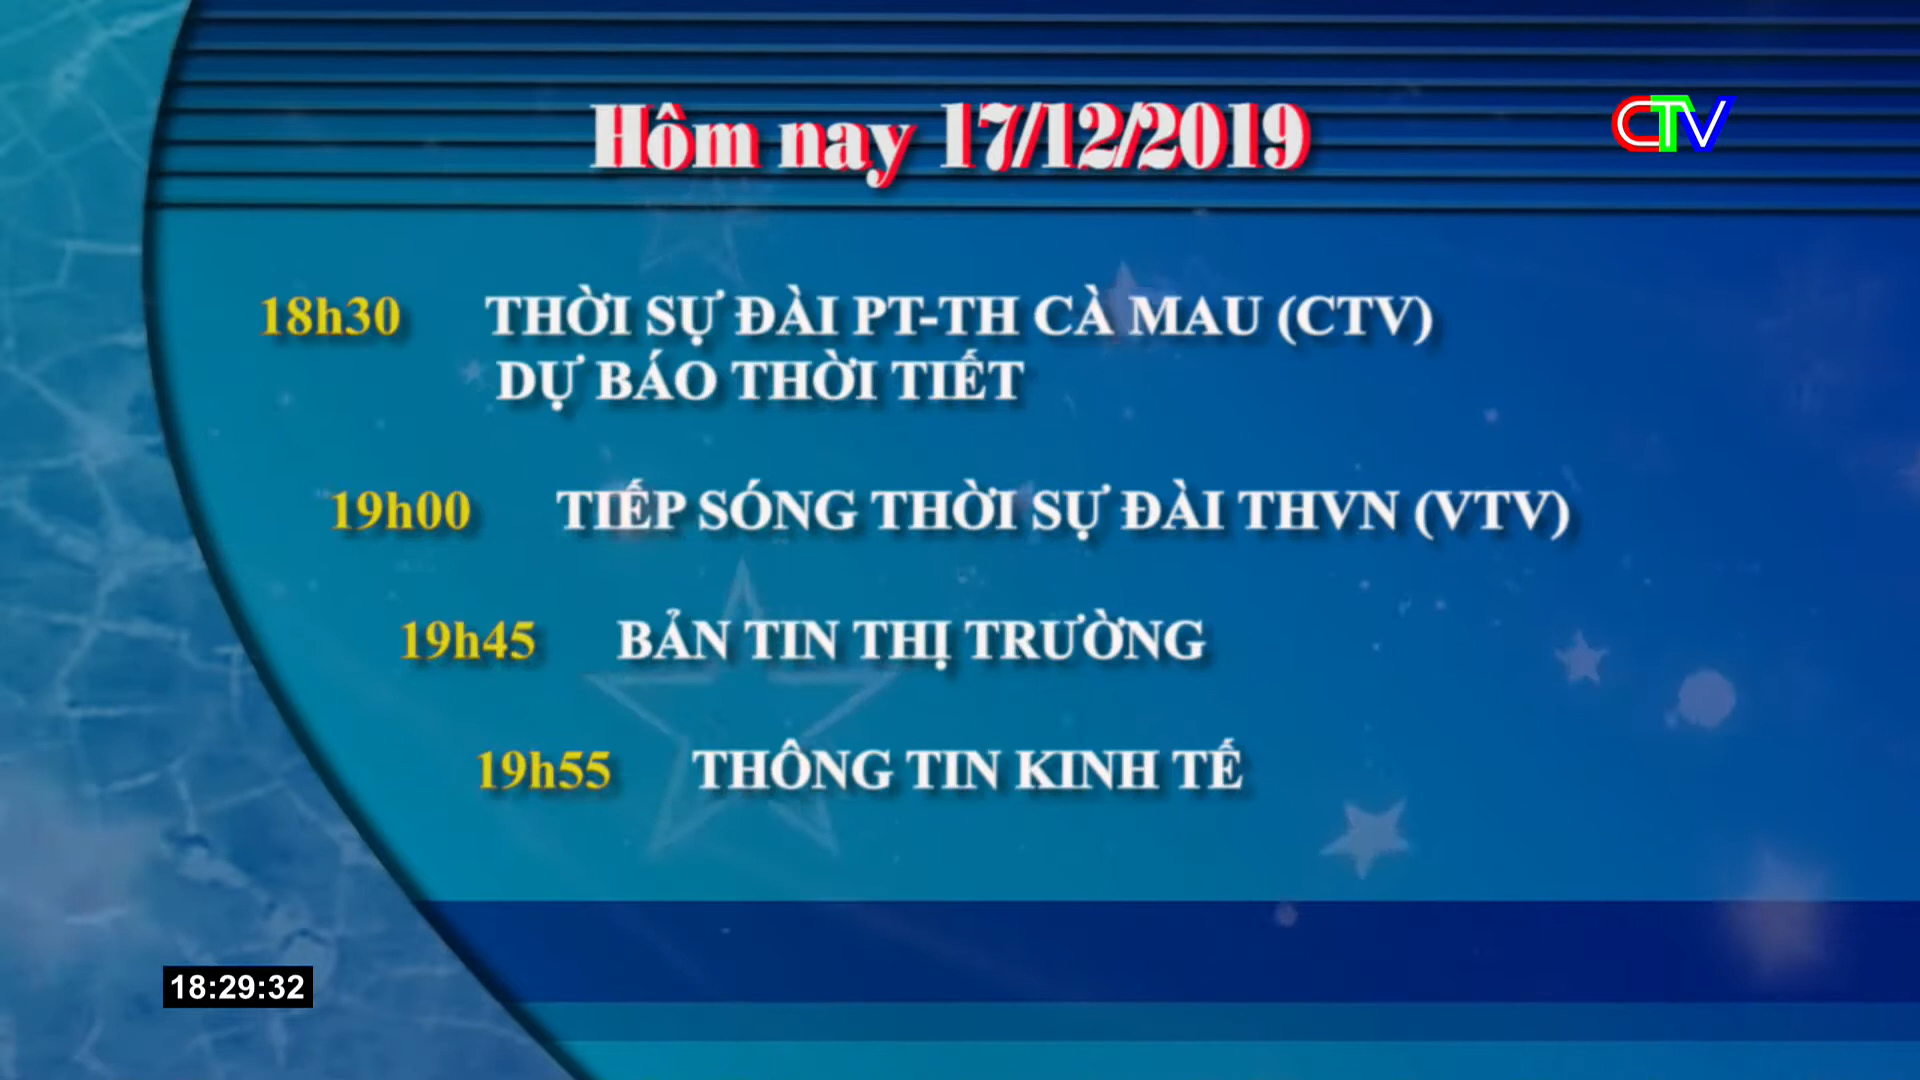 Hôm nay 17/12/2019
CTV
18h30 THỜI SỰ ĐÀI PT-TH CÀ MAU (CTV)
DỰ BÁO THỜI TIẾT
19h00 TIẾP SÓNG THỜI SỰ ĐÀI THVN (VTV)
19h45 BẢN TIN THỊ TRƯỜNG
19h55 THÔNG TIN KINH TẾ
18:29:32